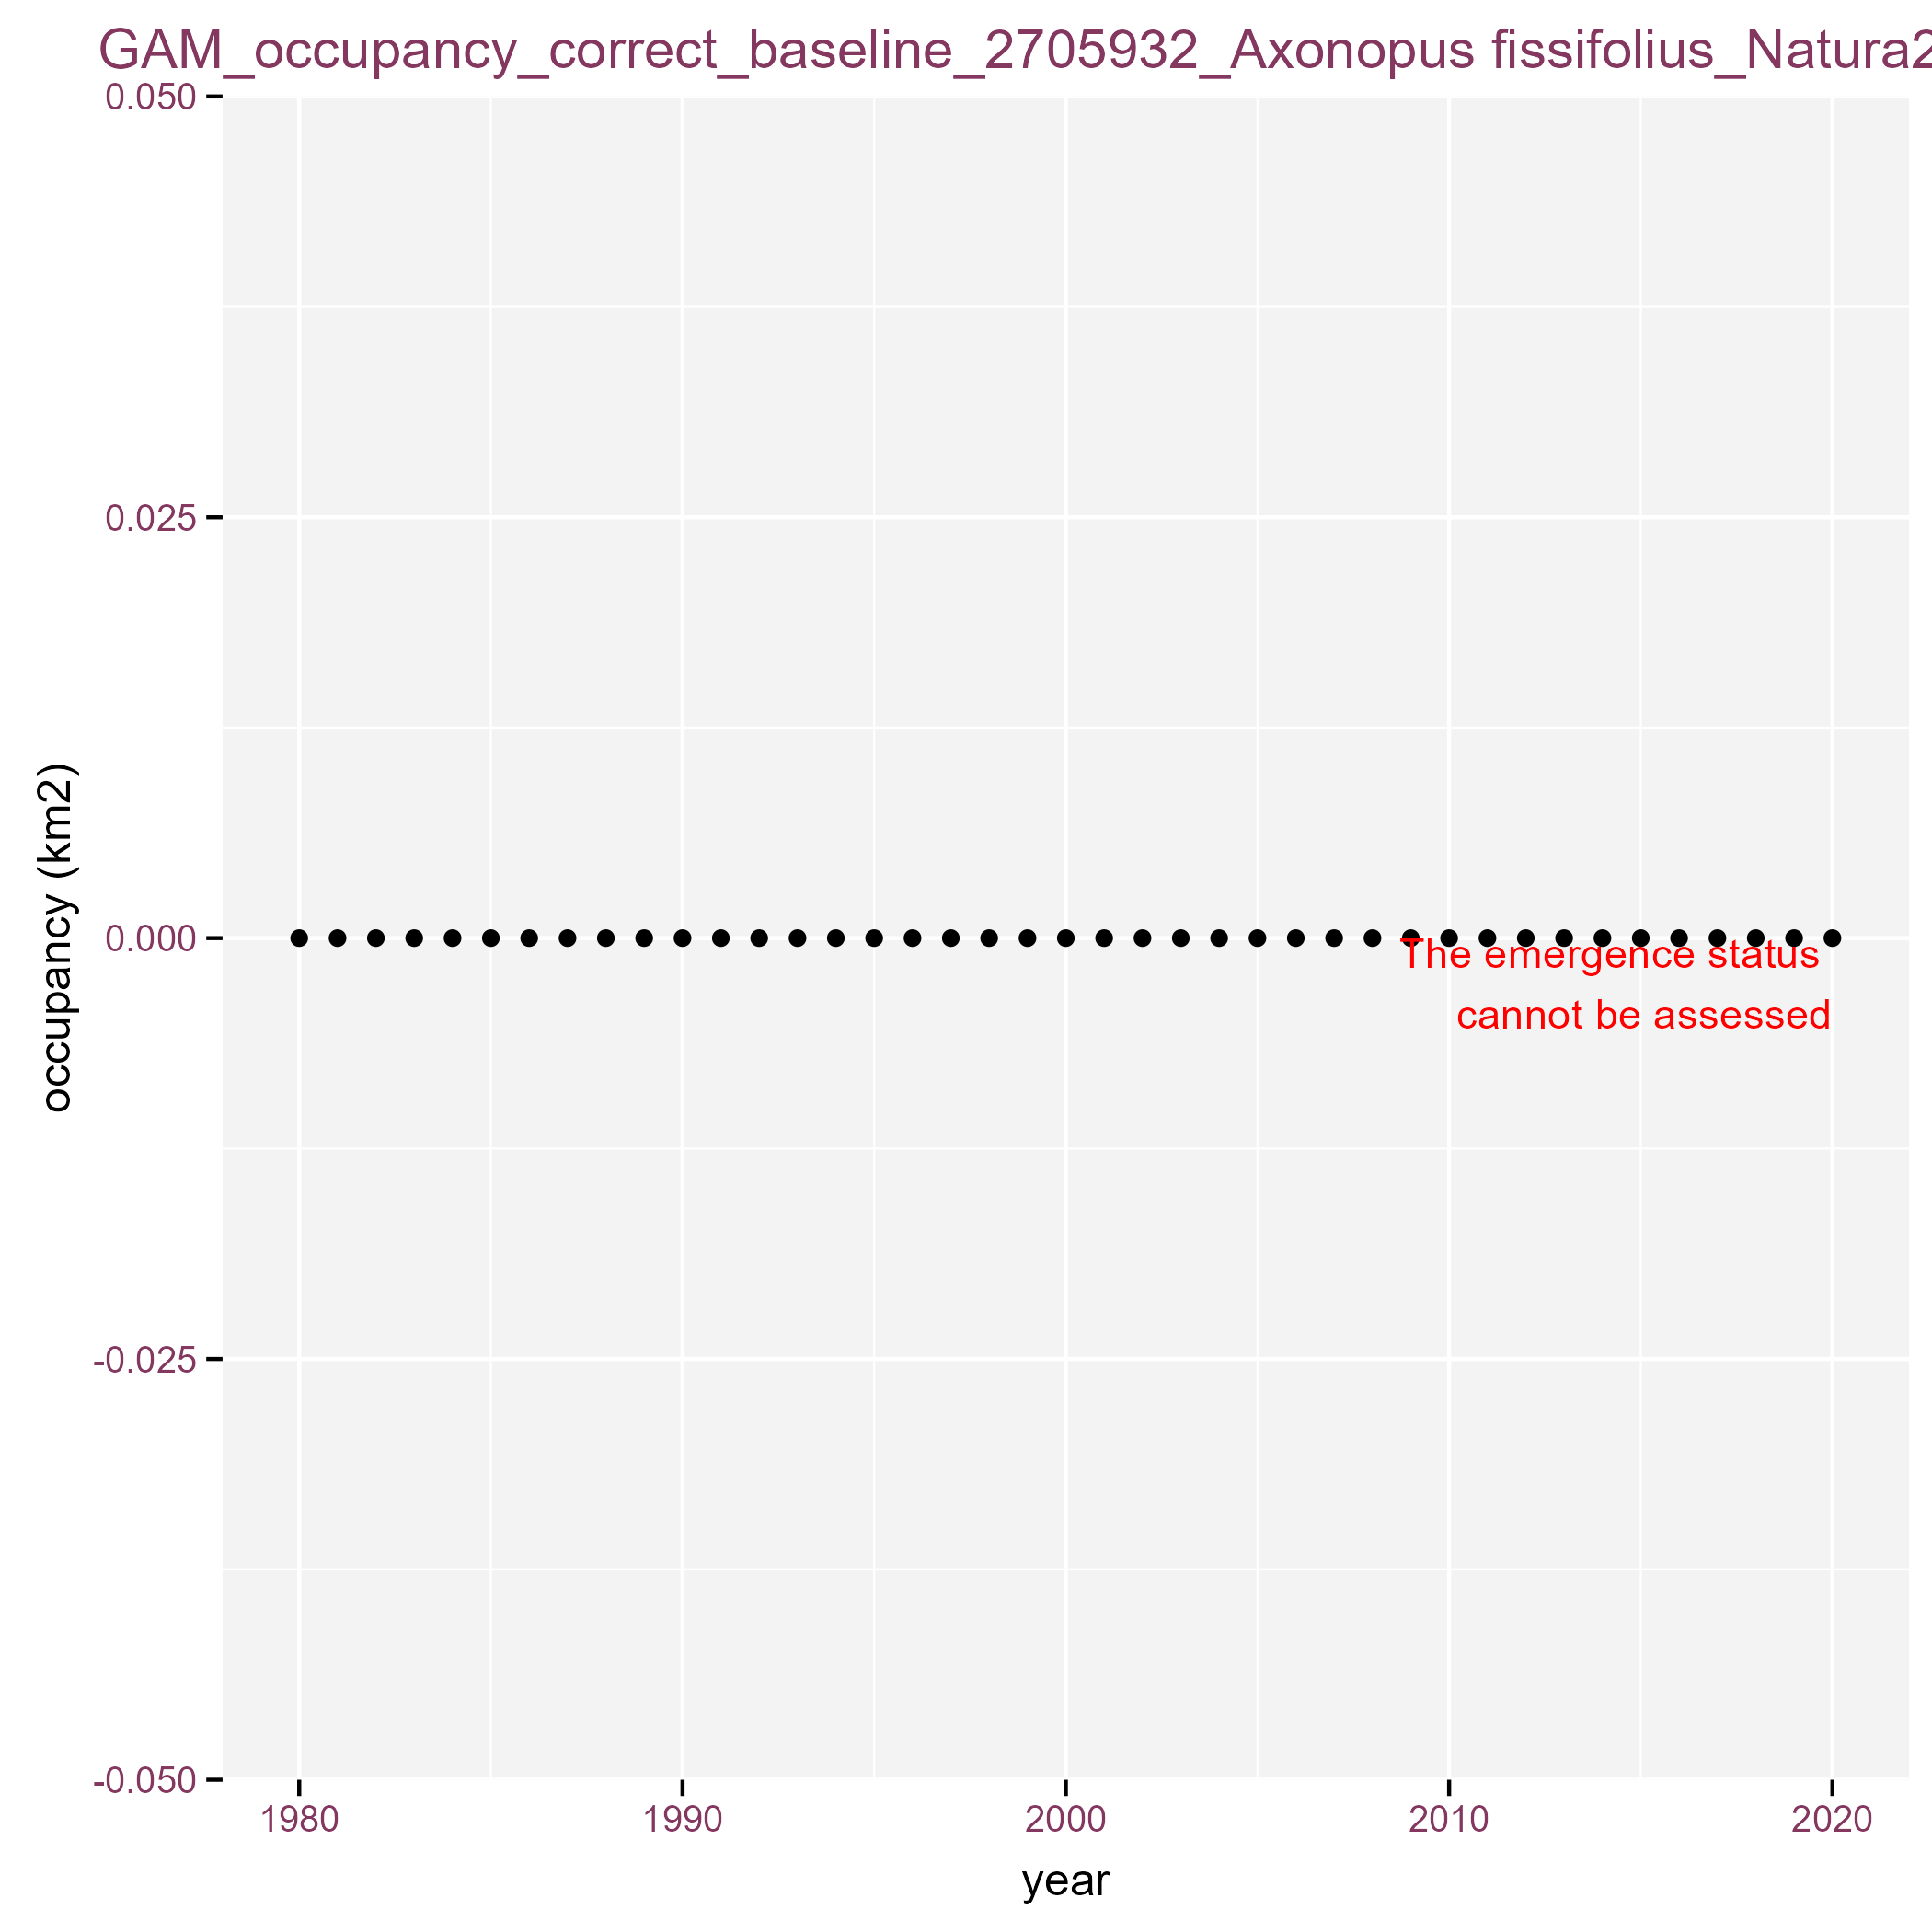 GAM_occupancy_correct_baseline_2705932_Axonopus fissifolius_Natura2
0.050
0.025
0.000
-0.025
-0.050
occupancy (km2)
The emergence status
cannot be assessed
1980 1990 2000 2010 2020
year